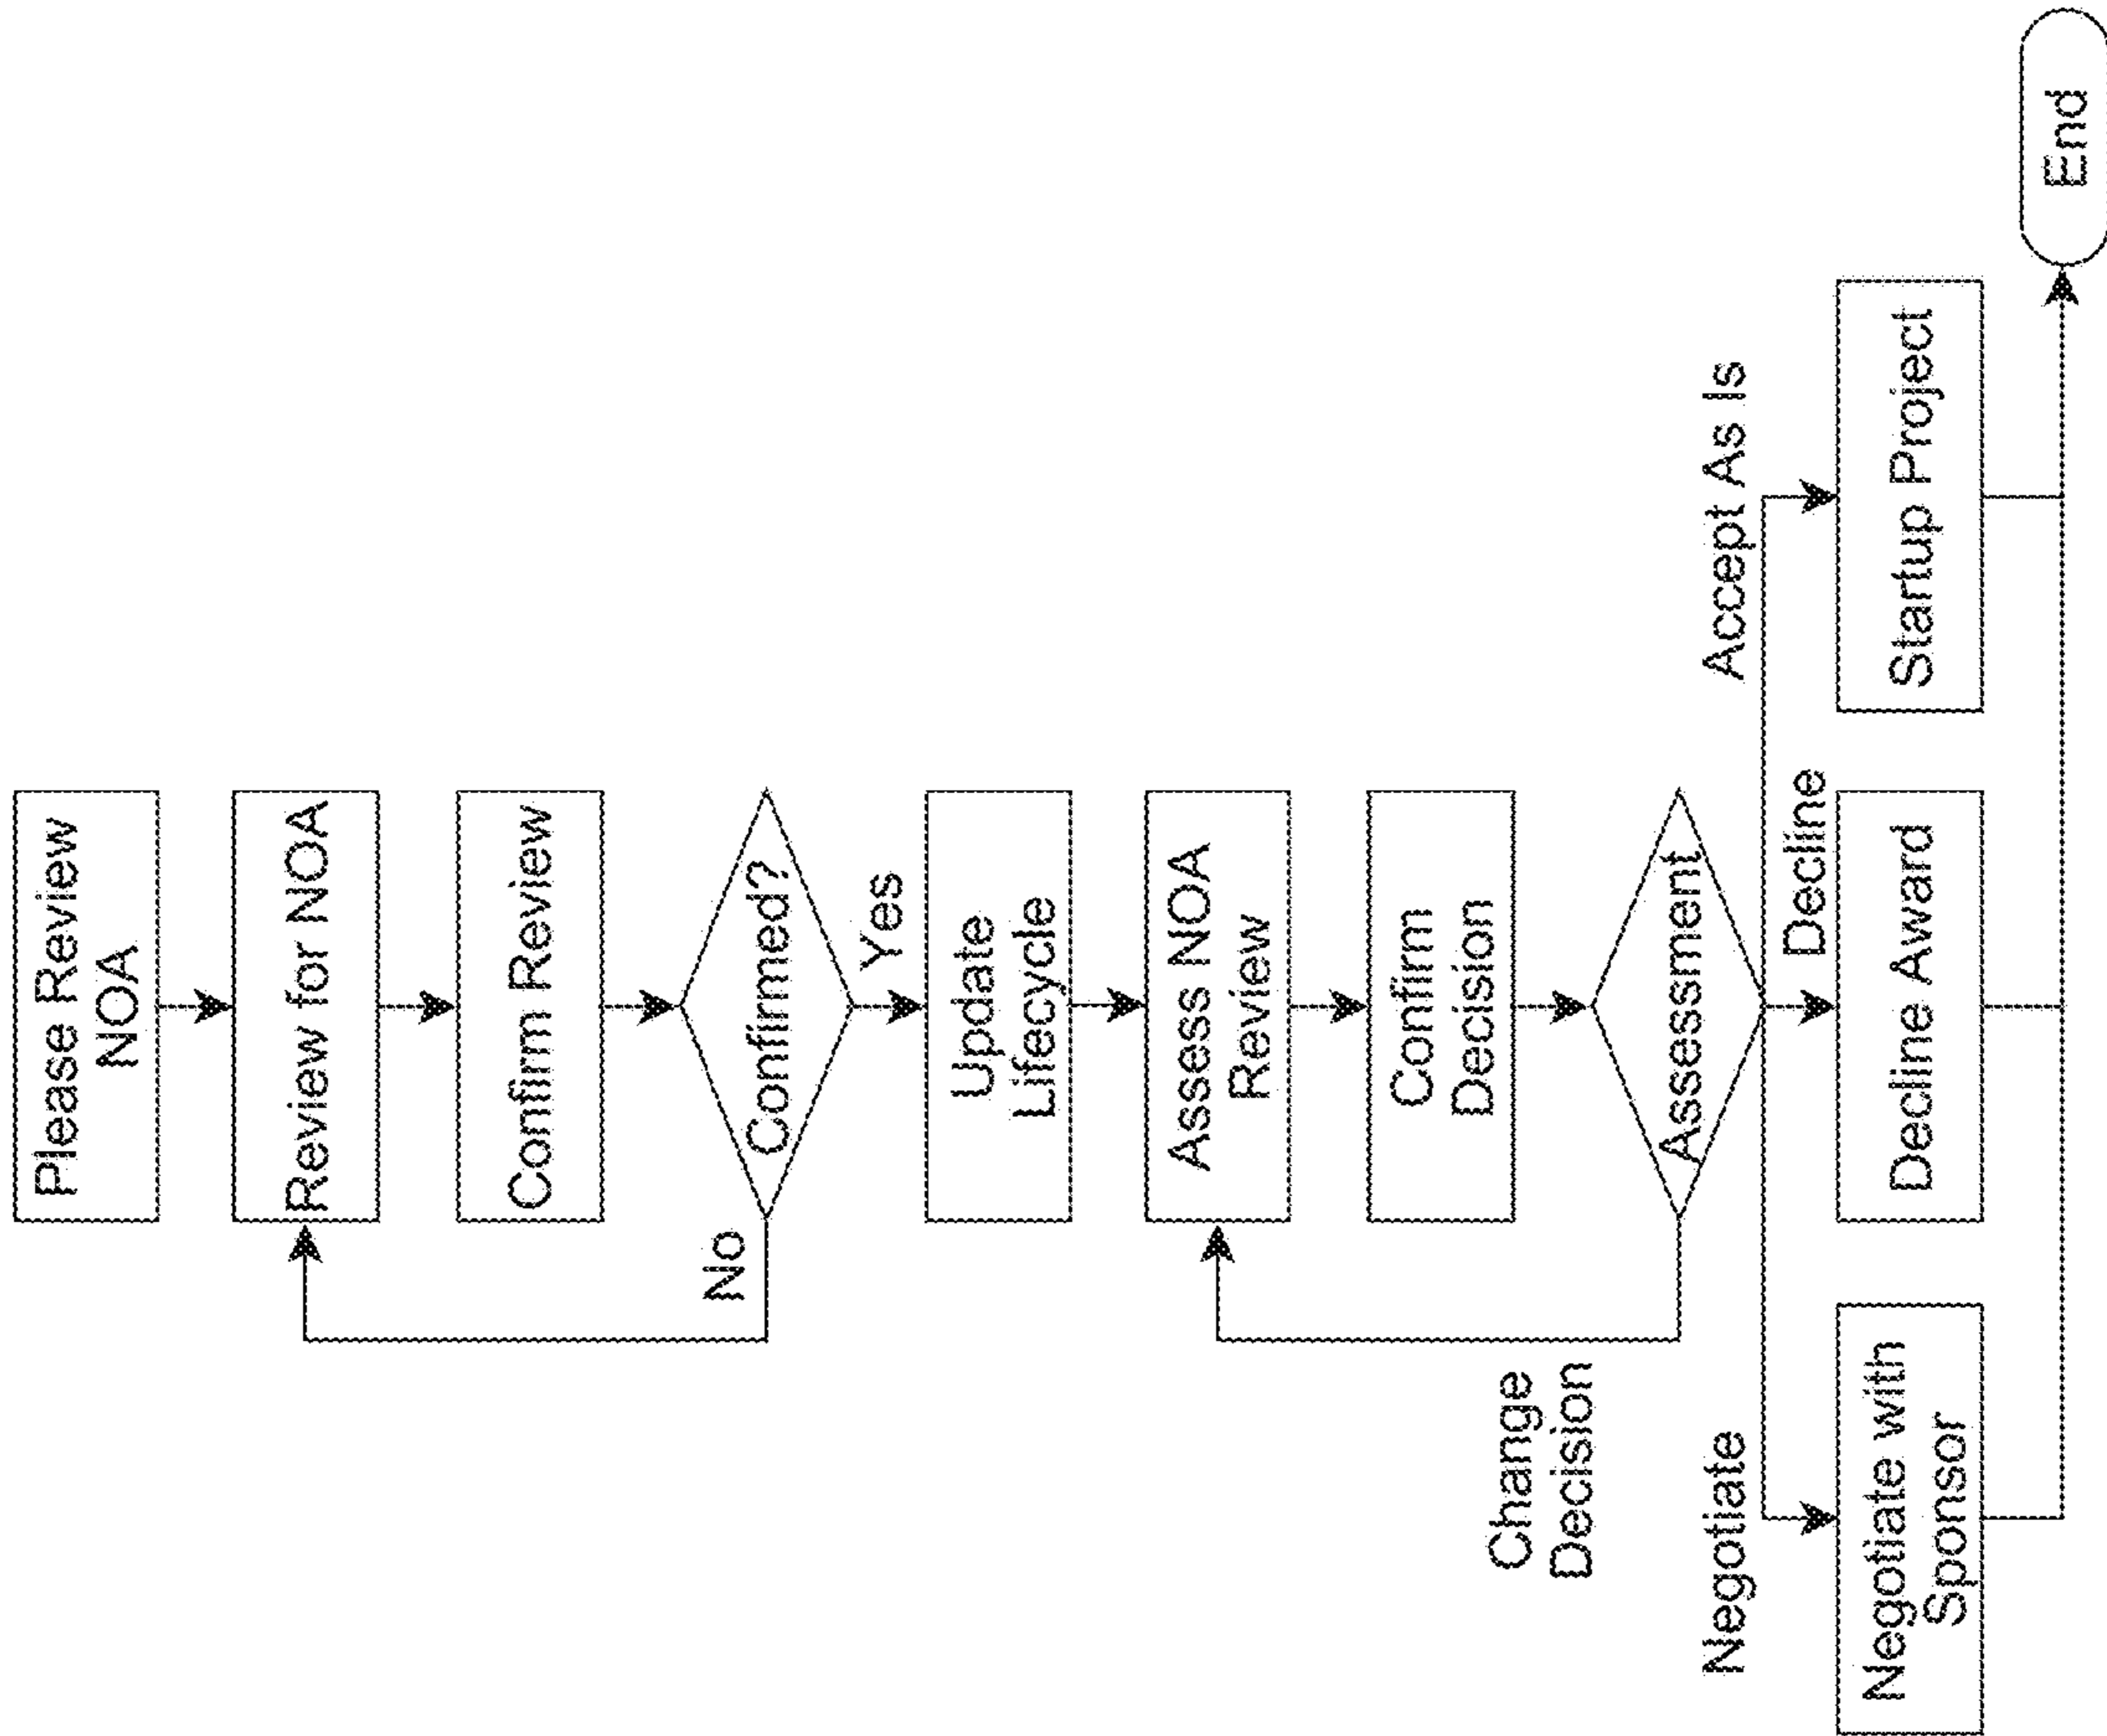 Please Review
NOA
Review for NOA
Confirm Review
Confirmed?
No
Yes
Update
Lifecycle
Assess NOA
Review
Confirm
Decision
Assessment
Change
Decision
Negotiate
Decline
Accept As Is
Negotiate with
Sponsor
Decline Award
Startup Project
End